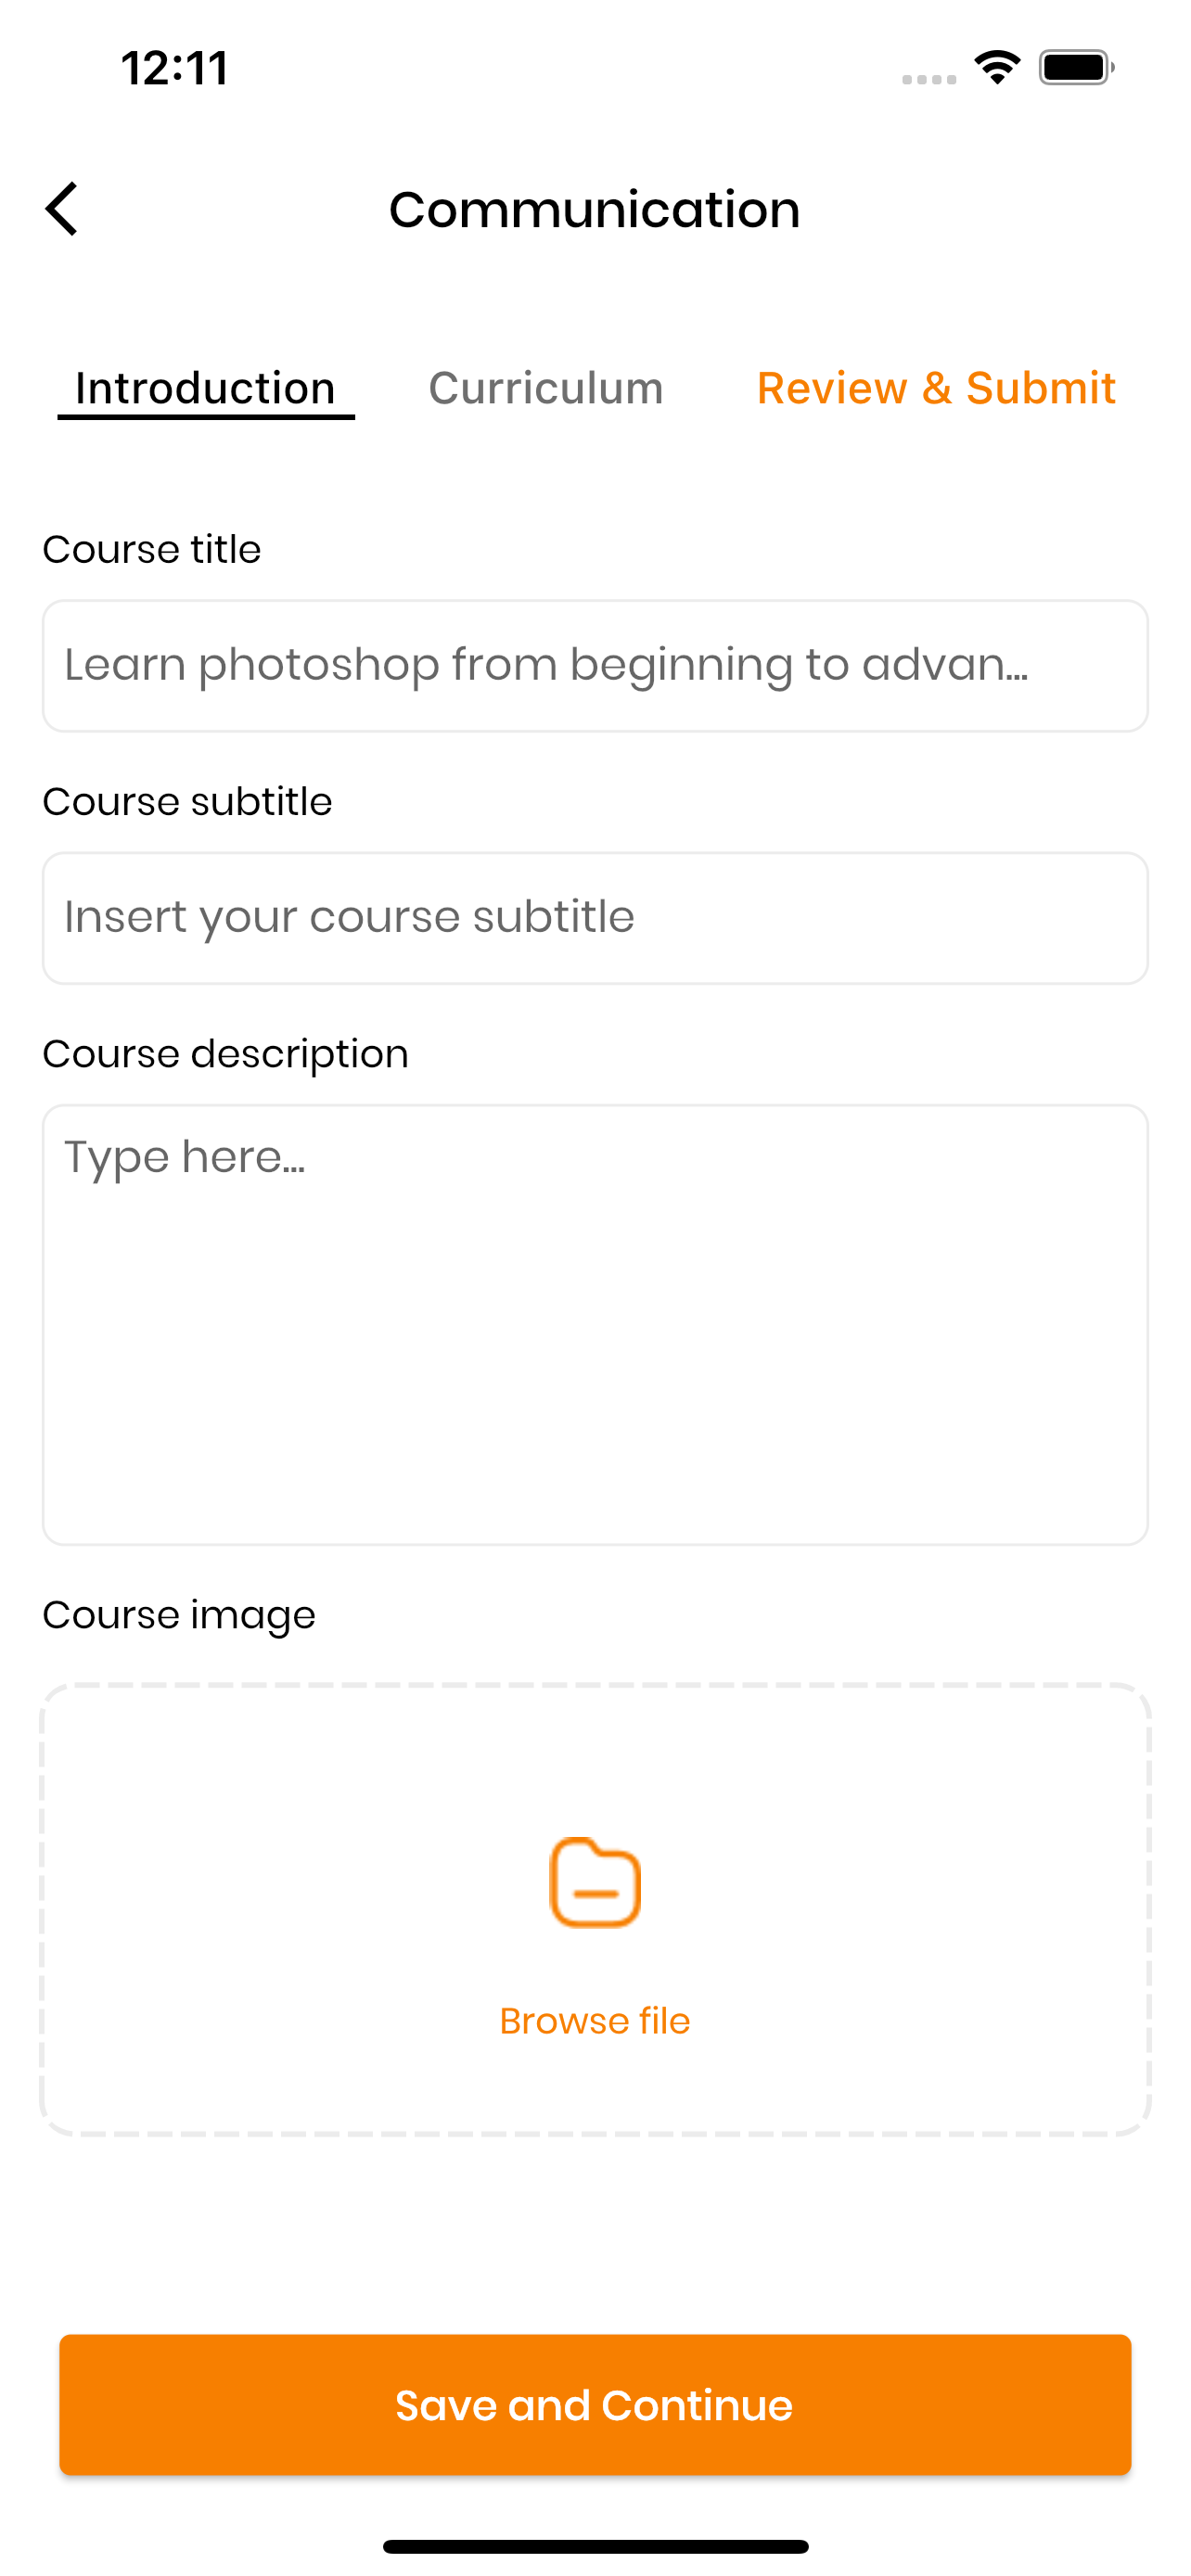 12:11
Communication
Introduction Curriculum Review & Submit
Course title
Learn photoshop from beginning to advan...
Course subtitle
Insert your course subtitle
Course description
Type here...
Course image
Browse file
Save and Continue